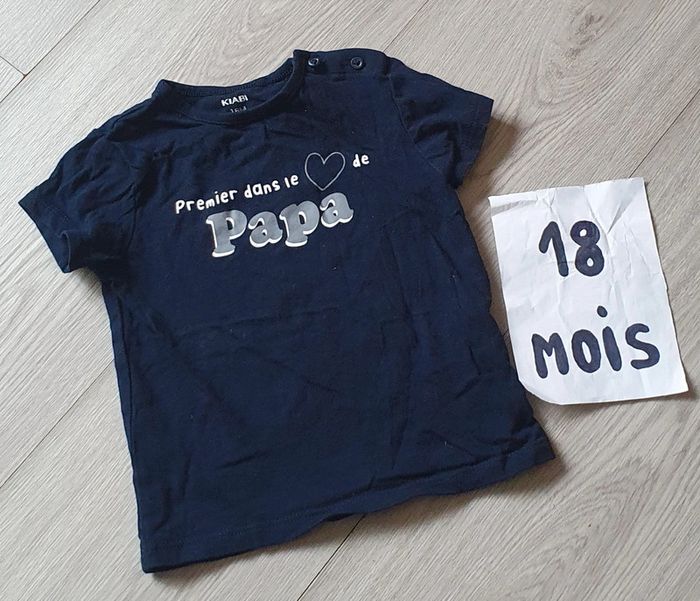 KIABI
Premier dans le de
Papa
18
mois